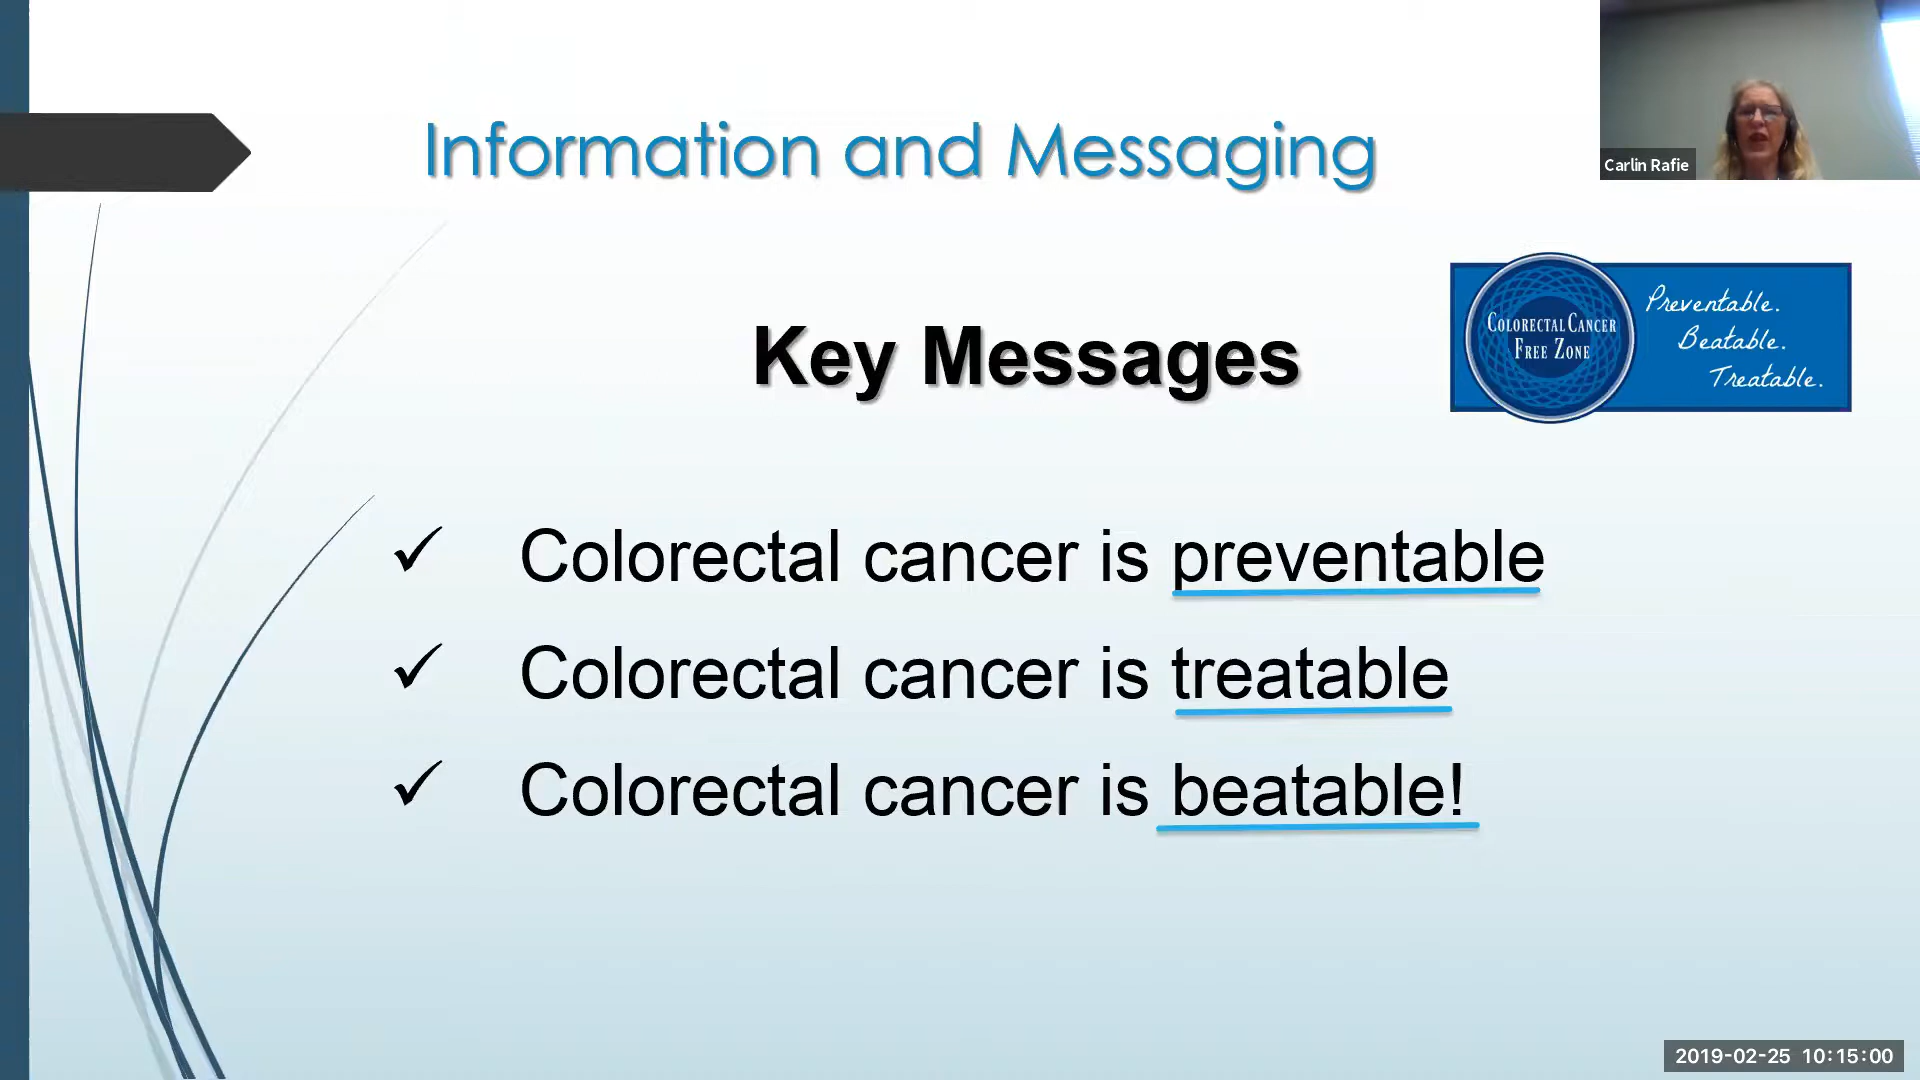 Information and Messaging
Carlin Rafie
Key Messages
COLORECTAL CANCER
FREE ZONE
Preventable.
Beatable.
Treatable.
✓ Colorectal cancer is preventable
✓ Colorectal cancer is treatable
✓ Colorectal cancer is beatable!
2019-02-25 10:15:00